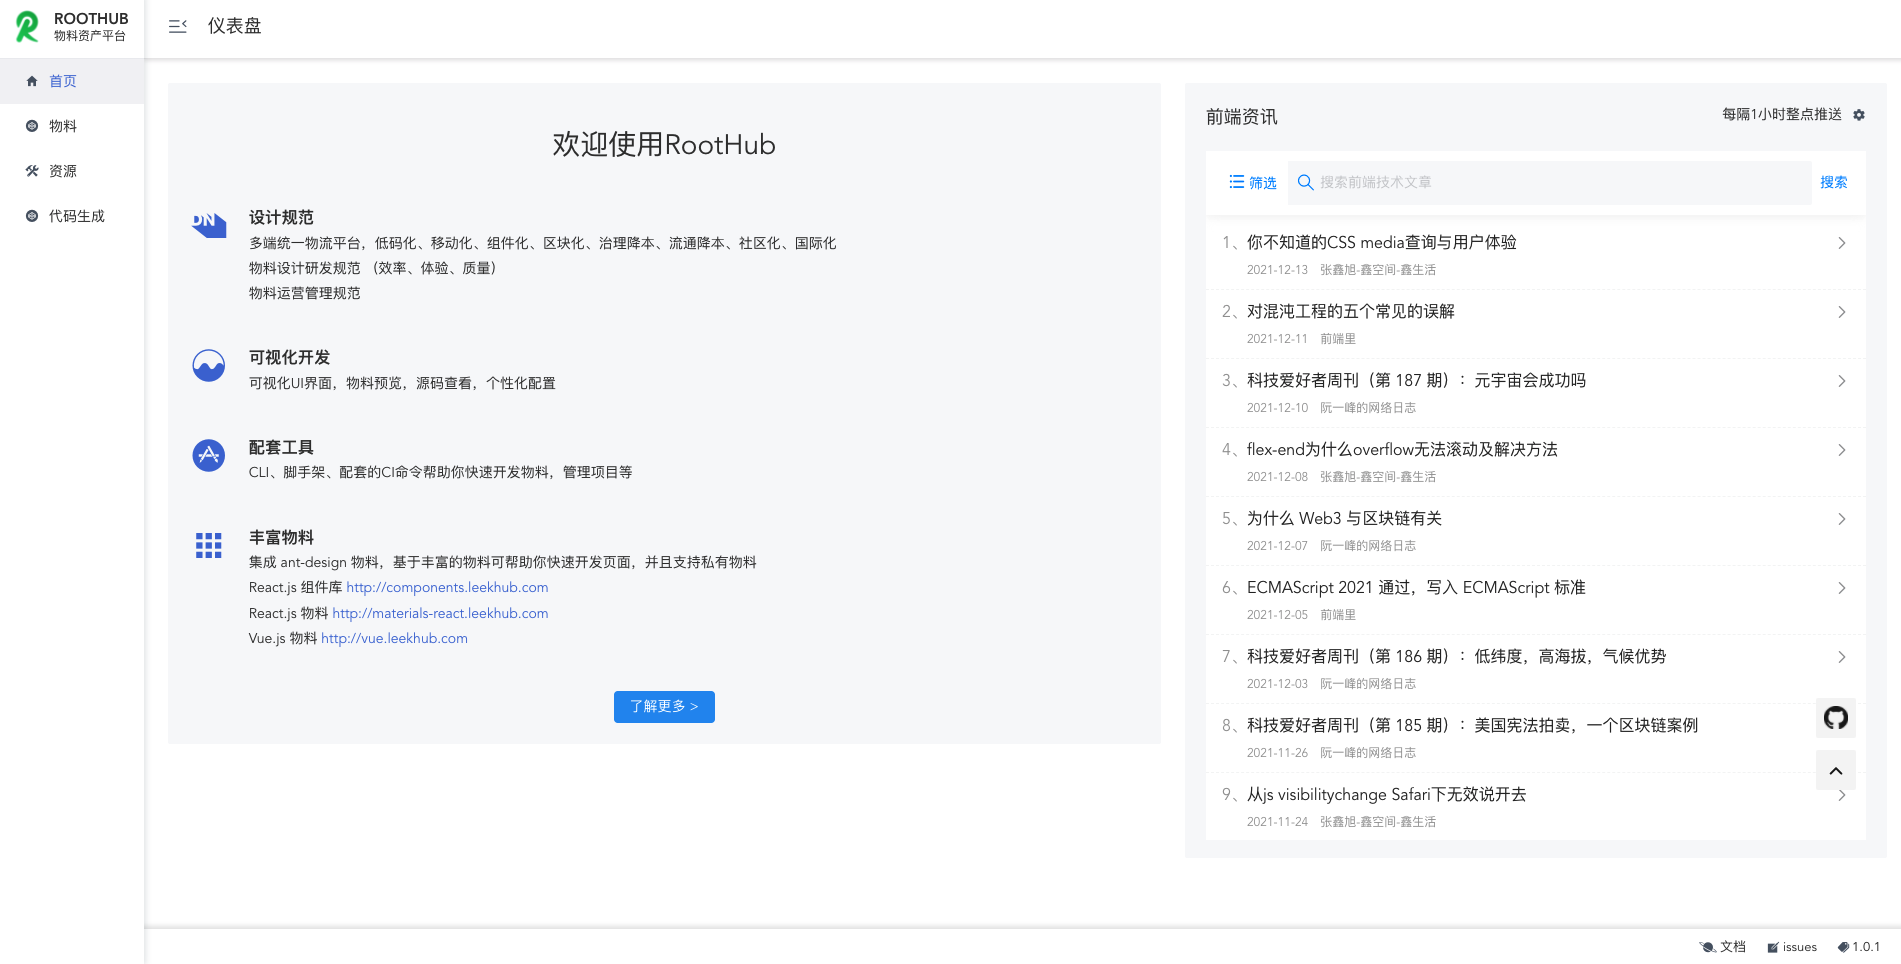 ROOTHUB
物料资产平台
仪表盘
首页
物料
资源
代码生成
欢迎使用RootHub
设计规范
多端统一物流平台，低码化、移动化、组件化、区块化、治理降本、流通降本、社区化、国际化
物料设计研发规范 （效率、体验、质量）
物料运营管理规范
可视化开发
可视化UI界面，物料预览，源码查看，个性化配置
配套工具
CLI、脚手架、配套的CI命令帮助你快速开发物料，管理项目等
丰富物料
集成 ant-design 物料，基于丰富的物料可帮助你快速开发页面，并且支持私有物料
React.js 组件库 http://components.leekhub.com
React.js 物料 http://materials-react.leekhub.com
Vue.js 物料 http://vue.leekhub.com
了解更多 >
前端资讯
每隔1小时整点推送
筛选
搜索前端技术文章
搜索
1、你不知道的CSS media查询与用户体验
2021-12-13 张鑫旭-鑫空间-鑫生活
2、对混沌工程的五个常见的误解
2021-12-11 前端里
3、科技爱好者周刊（第 187 期）：元宇宙会成功吗
2021-12-10 阮一峰的网络日志
4、flex-end为什么overflow无法滚动及解决方法
2021-12-08 张鑫旭-鑫空间-鑫生活
5、为什么 Web3 与区块链有关
2021-12-07 阮一峰的网络日志
6、ECMAScript 2021 通过，写入 ECMAScript 标准
2021-12-05 前端里
7、科技爱好者周刊（第 186 期）：低纬度，高海拔，气候优势
2021-12-03 阮一峰的网络日志
8、科技爱好者周刊（第 185 期）：美国宪法拍卖，一个区块链案例
2021-11-26 阮一峰的网络日志
9、从js visibilitychange Safari下无效说开去
2021-11-24 张鑫旭-鑫空间-鑫生活
文档
issues
1.0.1